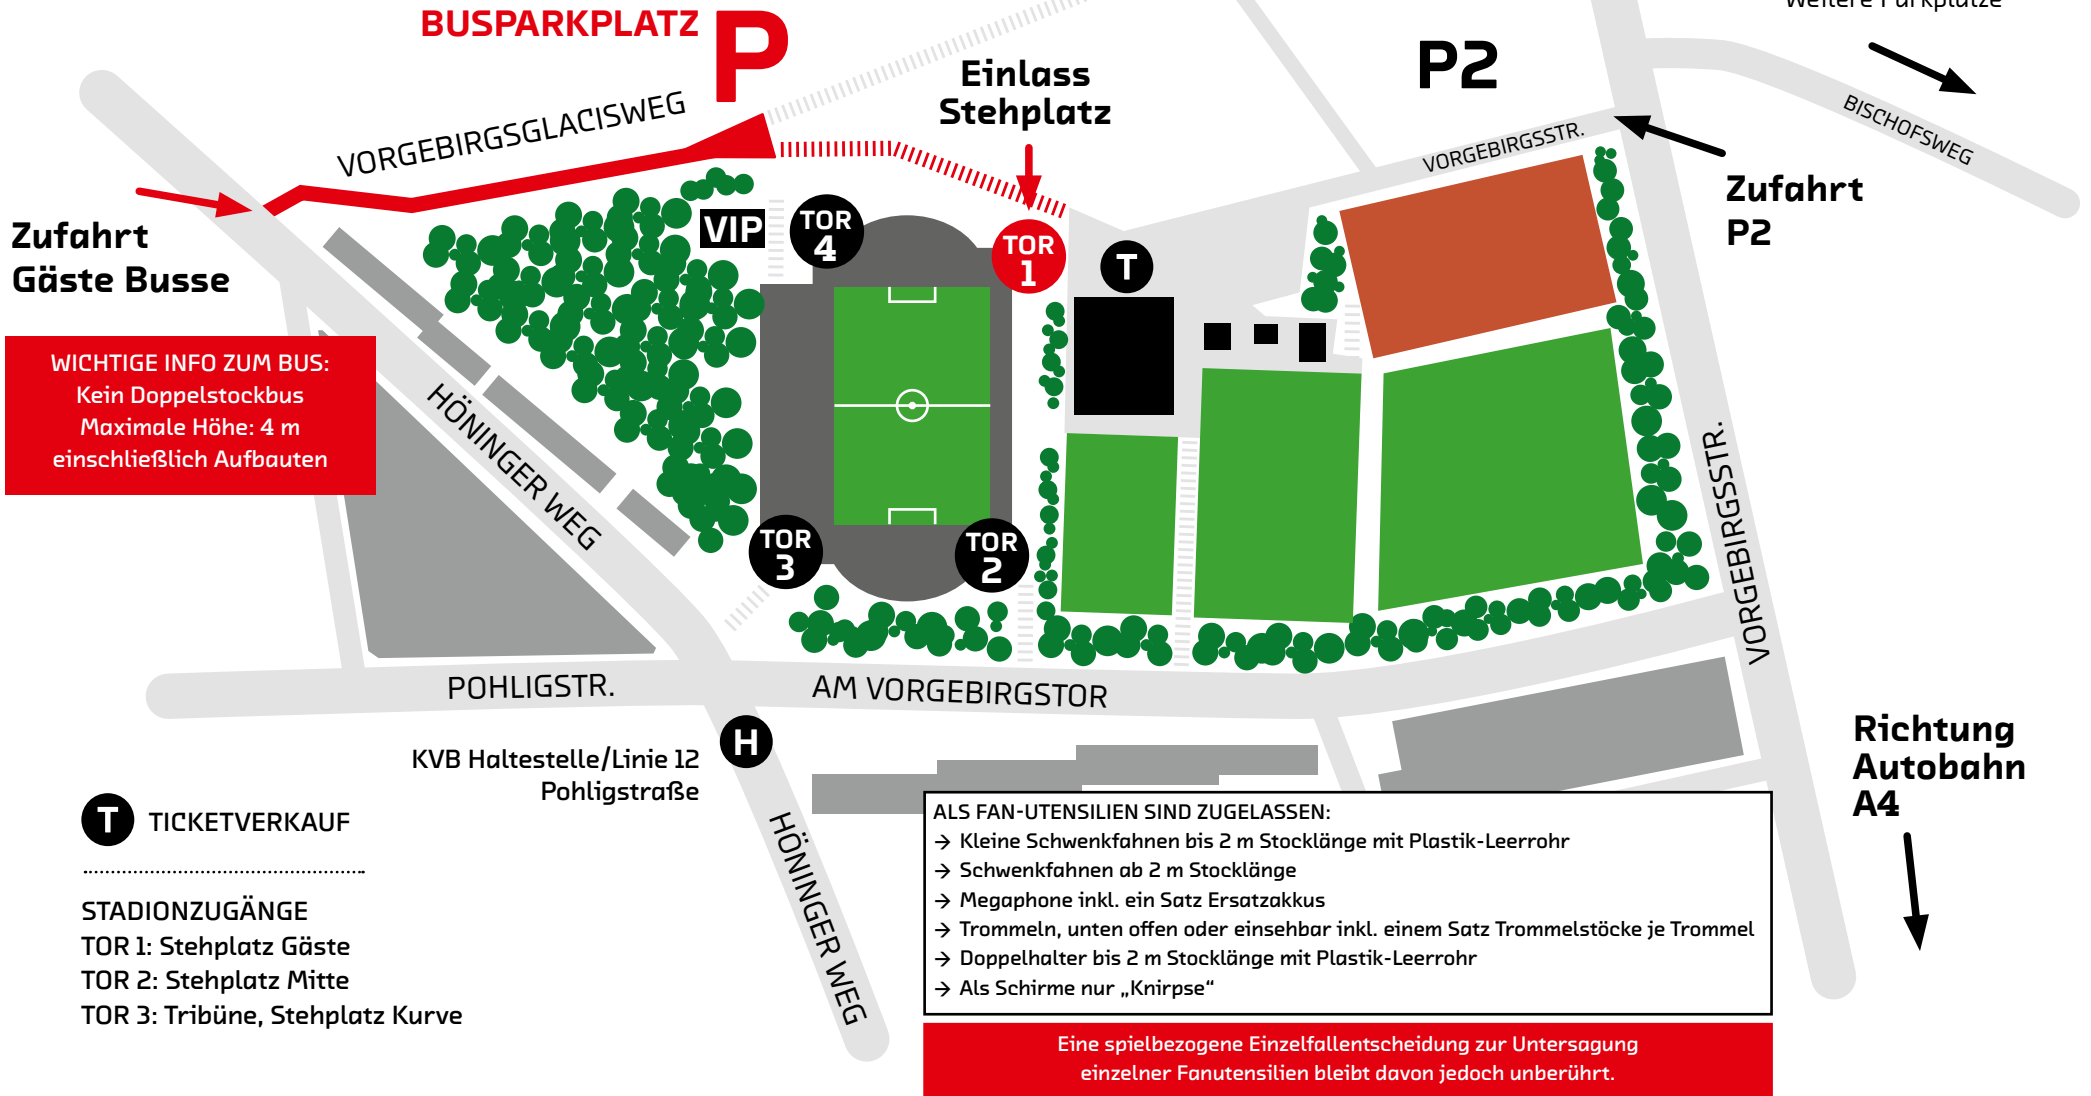 Weitere Parkplätze
BUSPARKPLATZ
P
P2
Einlass
Stehplatz
VORGEBIRGSGLACISWEG
VORGEBIRGSSTR.
BISCHOFSWEG
Zufahrt
P2
Zufahrt
Gäste Busse
VIP
TOR
4
TOR
1
T
WICHTIGE INFO ZUM BUS:
Kein Doppelstockbus
Maximale Höhe: 4 m
einschließlich Aufbauten
HÖNINGER WEG
TOR
3
TOR
2
VORGEBIRGSSTR.
POHLIGSTR.
AM VORGEBIRGSTOR
H
KVB Haltestelle/Linie 12
Pohligstraße
HÖNINGER WEG
Richtung
Autobahn
A4
T TICKETVERKAUF
STADIONZUGÄNGE
TOR 1: Stehplatz Gäste
TOR 2: Stehplatz Mitte
TOR 3: Tribüne, Stehplatz Kurve
ALS FAN-UTENSILIEN SIND ZUGELASSEN:
→ Kleine Schwenkfahnen bis 2 m Stocklänge mit Plastik-Leerrohr
→ Schwenkfahnen ab 2 m Stocklänge
→ Megaphone inkl. ein Satz Ersatzakkus
→ Trommeln, unten offen oder einsehbar inkl. einem Satz Trommelstöcke je Trommel
→ Doppelhalter bis 2 m Stocklänge mit Plastik-Leerrohr
→ Als Schirme nur „Knirpse“
Eine spielbezogene Einzelfallentscheidung zur Untersagung
einzelner Fanutensilien bleibt davon jedoch unberührt.